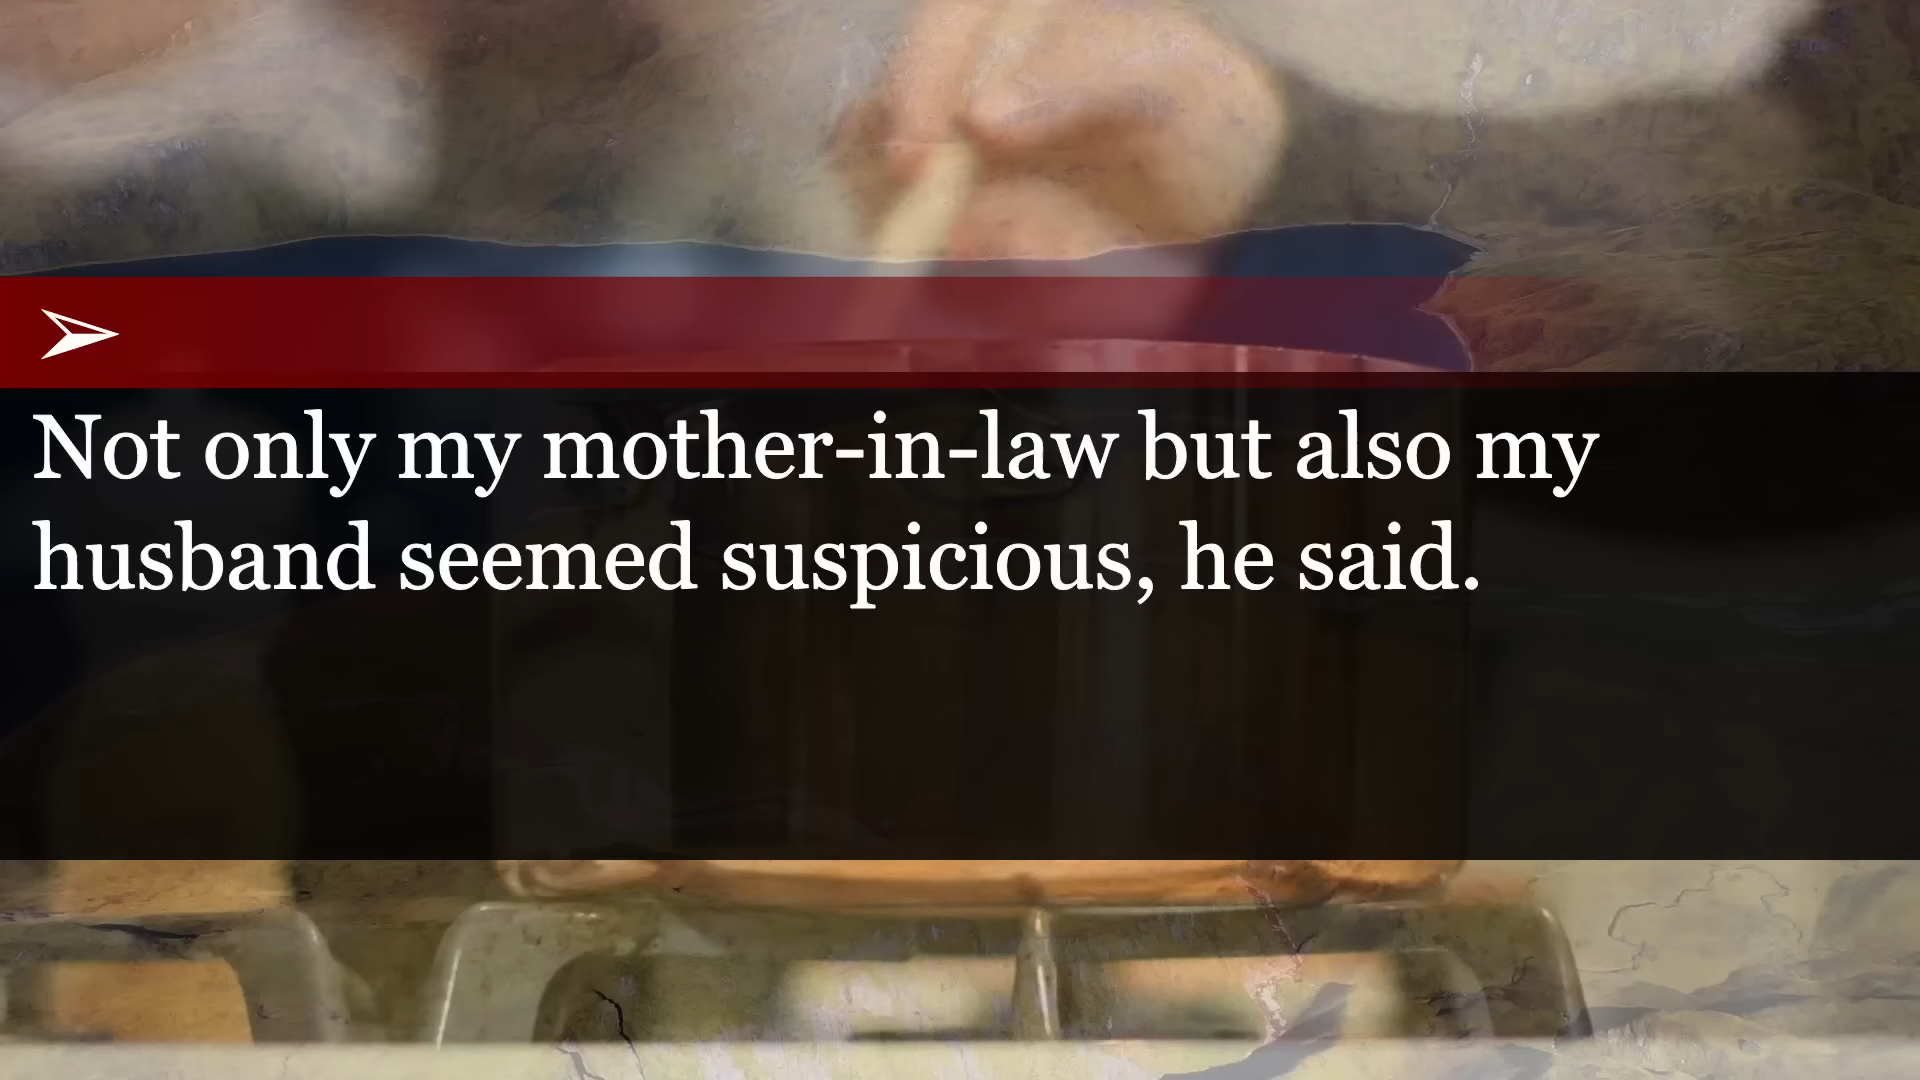 Not only my mother-in-law but also my
husband seemed suspicious, he said.